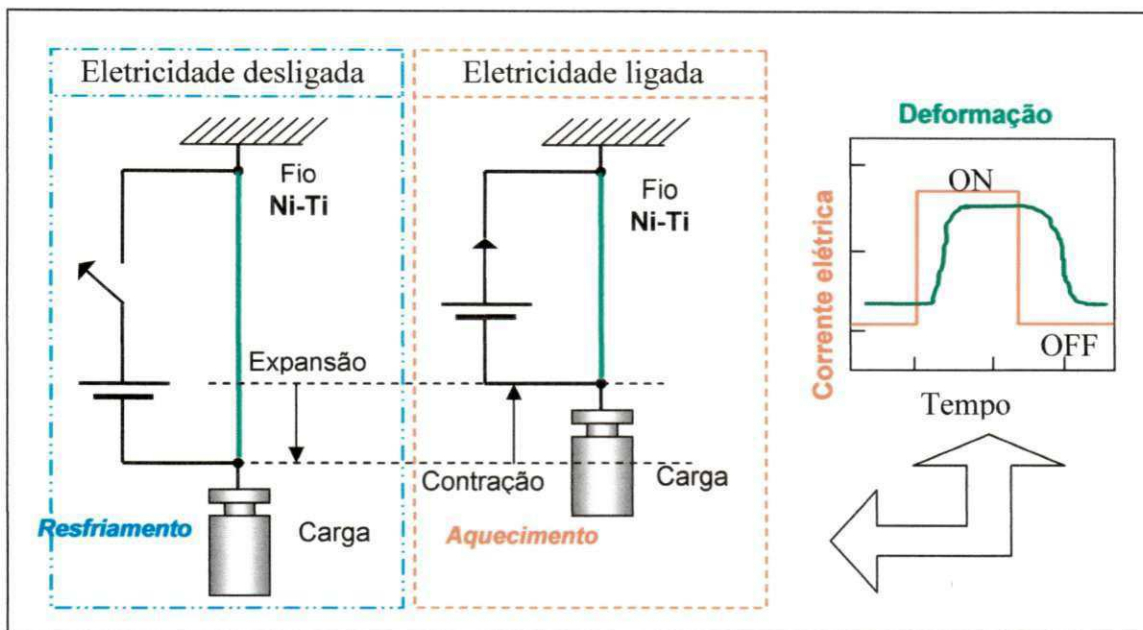 Eletricidade desligada
Fio
Ni-Ti
Expansão
Resfriamento
Carga
Eletricidade ligada
Fio
Ni-Ti
Contração
Carga
Aquecimento
Deformação
Corrente elétrica
ON
OFF
Tempo